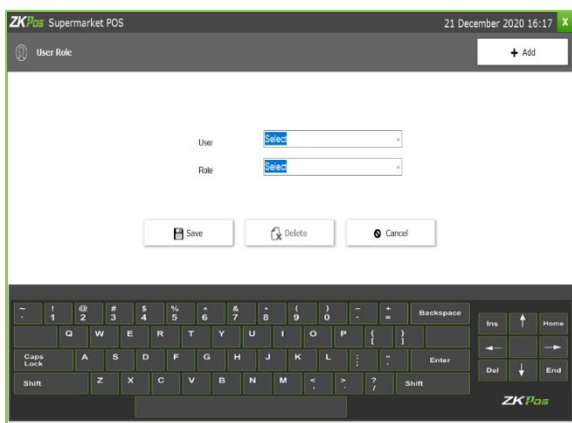 ZKPos Supermarket POS 21 December 2020 16:17 X
User Role + Add
User Select
Role Select
Save Delete Cancel
~ ! @ # $ % ^ & * ( ) - +
1 2 3 4 5 6 7 8 9 0 = Backspace
Ins Home
Q W E R T Y U I O P { }
[ ]
Caps Lock A S D F G H J K L : " Enter
Del End
Shift Z X C V B N M < > ? Shift
, . /
ZKPos